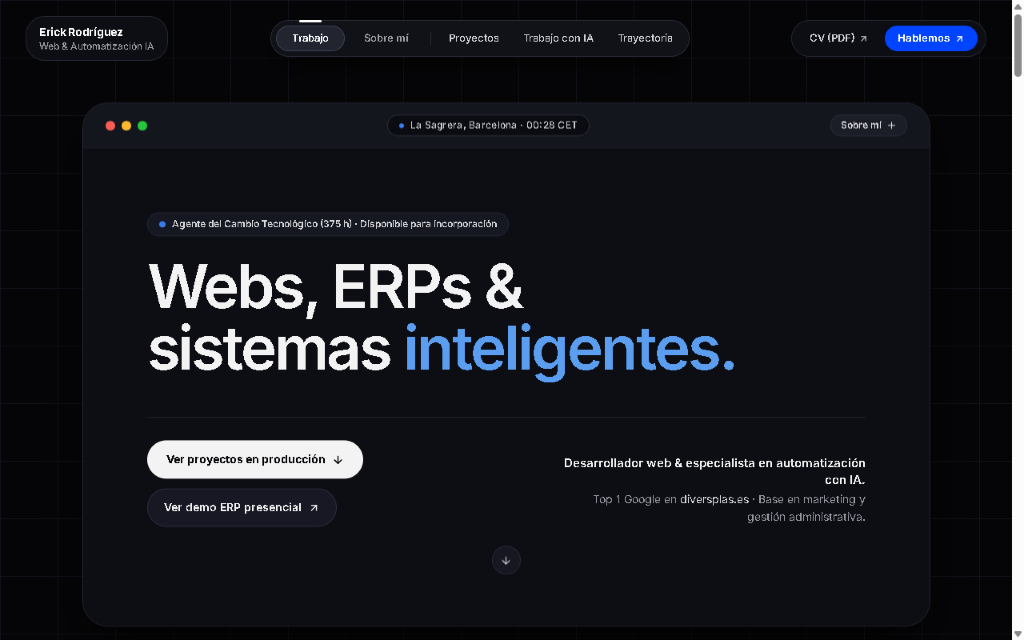 Erick Rodríguez
Web & Automatización IA
Trabajo
Sobre mí
Proyectos
Trabajo con IA
Trayectoria
CV (PDF) ↗
Hablemos ↗
La Sagrera, Barcelona · 00:28 CET
Sobre mí +
Agente del Cambio Tecnológico (375 h) · Disponible para incorporación
Webs, ERPs &
sistemas inteligentes.
Ver proyectos en producción ↓
Ver demo ERP presencial ↗
Desarrollador web & especialista en automatización
con IA.
Top 1 Google en diversplas.es · Base en marketing y
gestión administrativa.
↓